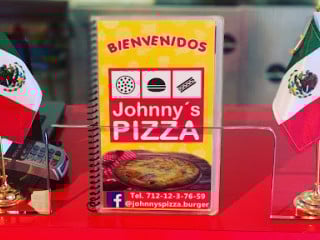 BIENVENIDOS
Johnny´s
PIZZA
f
Tel. 712-12-3-76-59
@johnnyspizza.burger